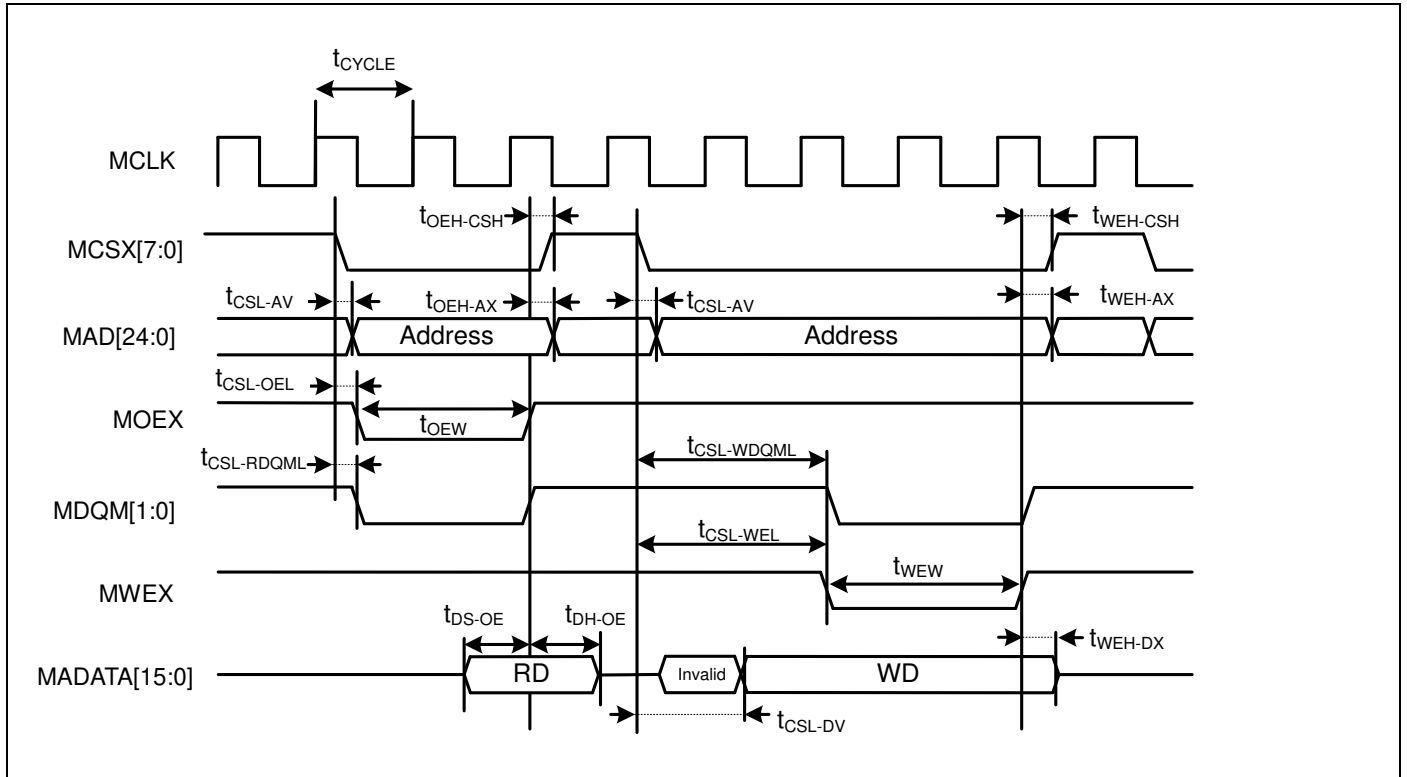 tCYCLE
MCLK
tOEH-CSH
tWEH-CSH
MCSX[7:0]
tCSL-AV
tOEH-AX
tCSL-AV
tWEH-AX
MAD[24:0]
Address
Address
tCSL-OEL
MOEX
tOEW
tCSL-WDQML
tCSL-RDQML
MDQM[1:0]
tCSL-WEL
tWEW
MWEX
tDS-OE
tDH-OE
tWEH-DX
MADATA[15:0]
RD
Invalid
WD
tCSL-DV